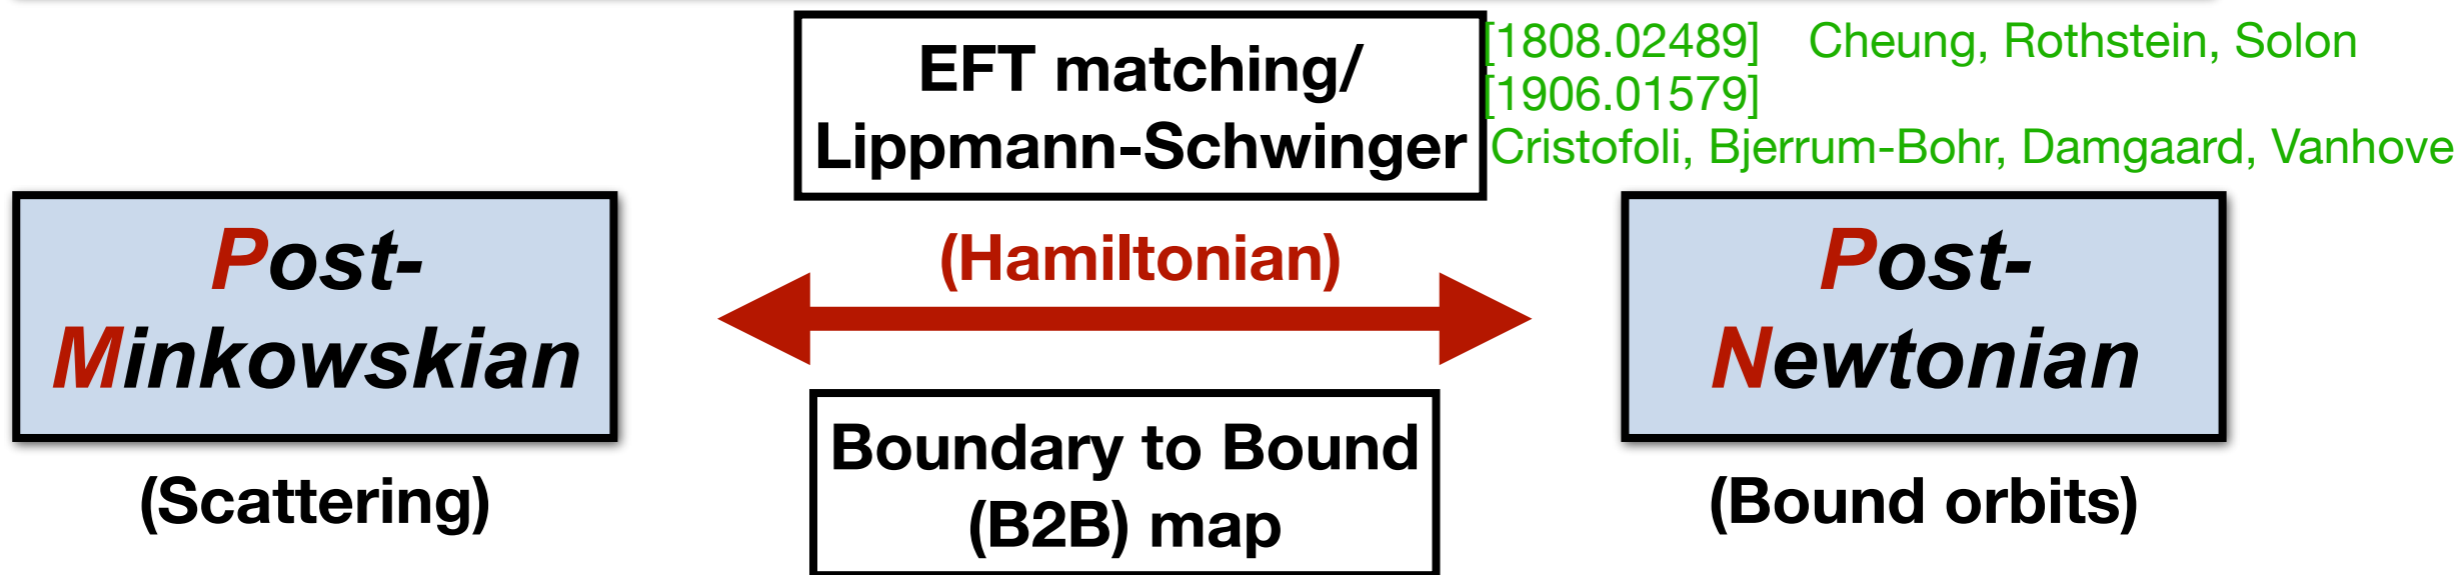 EFT matching/
Lippmann-Schwinger
[1808.02489] Cheung, Rothstein, Solon
[1906.01579]
Cristofoli, Bjerrum-Bohr, Damgaard, Vanhove
Post-
Minkowskian
(Scattering)
(Hamiltonian)
Boundary to Bound
(B2B) map
Post-
Newtonian
(Bound orbits)